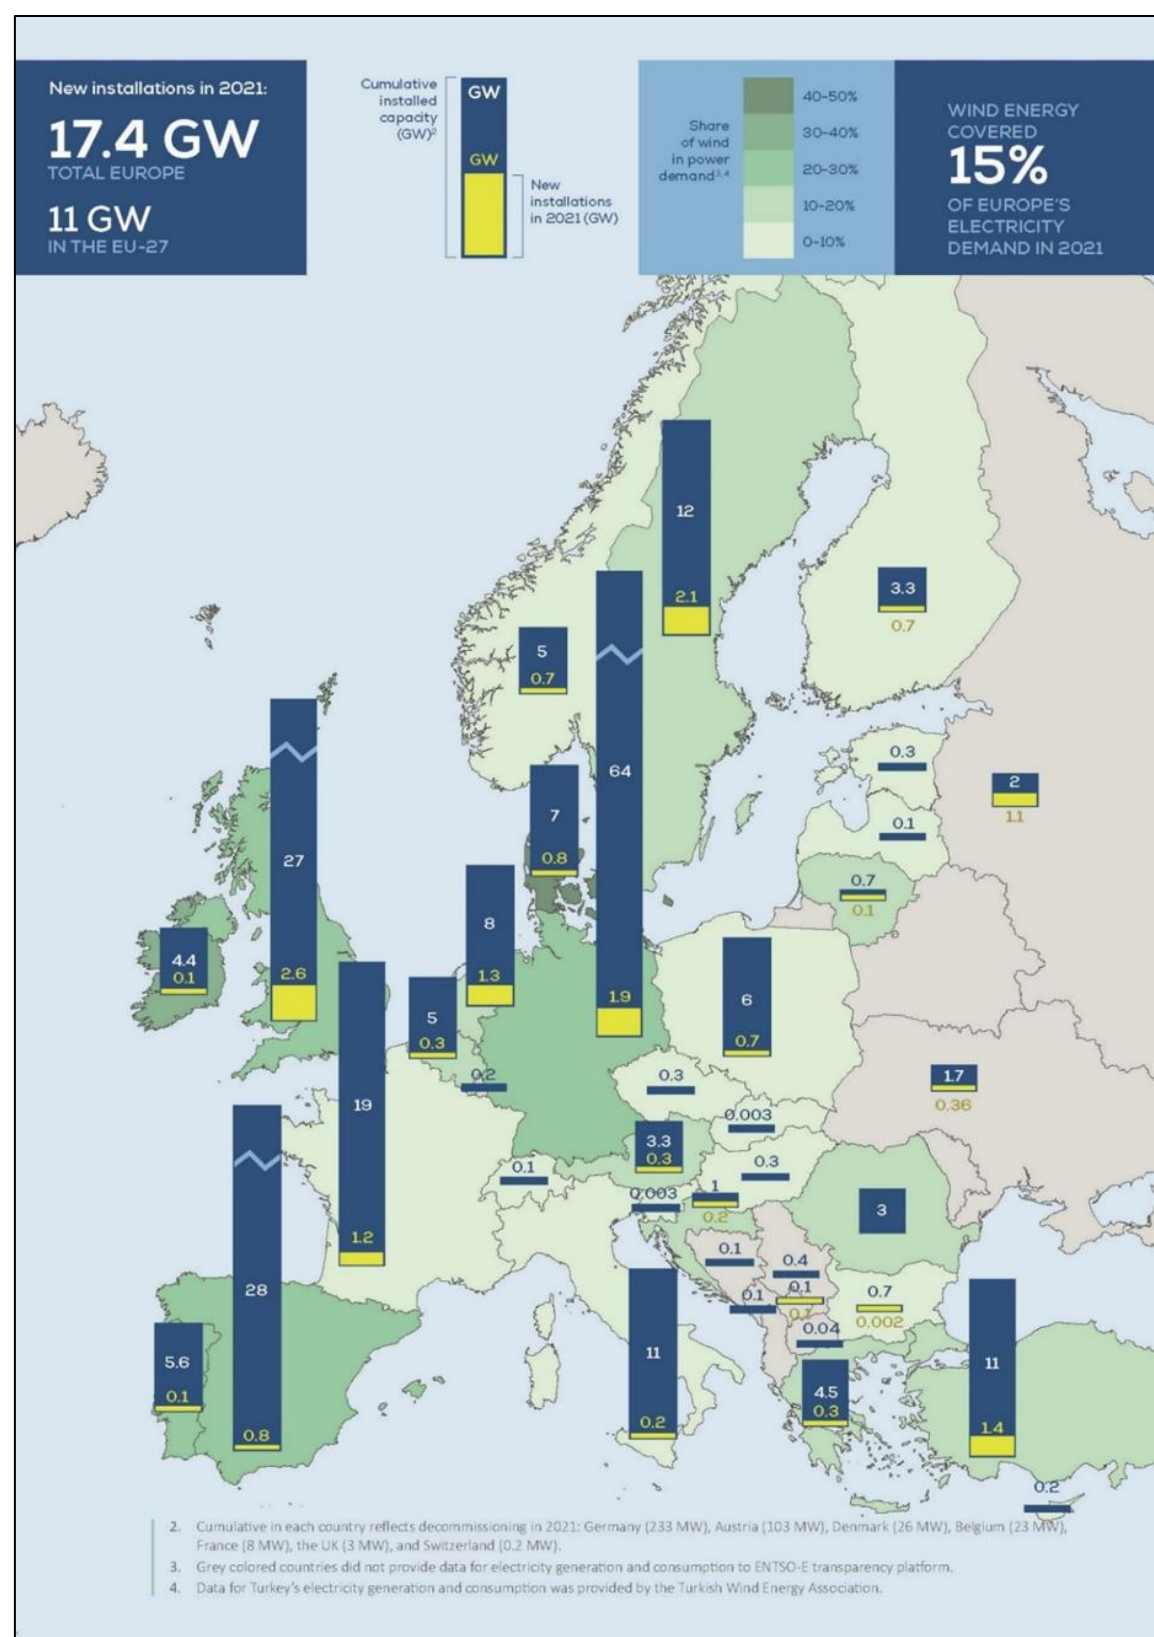 New installations in 2021:
17.4 GW
TOTAL EUROPE
11 GW
IN THE EU-27
Cumulative
installed
capacity
(GW)²
GW
GW
New
installations
in 2021 (GW)
Share
of wind
in power
demand³,⁴
40-50%
30-40%
20-30%
10-20%
0-10%
WIND ENERGY
COVERED
15%
OF EUROPE'S
ELECTRICITY
DEMAND IN 2021
12
2.1
3.3
0.7
5
0.7
64
1.9
0.3
2
1.1
0.1
0.7
0.1
7
0.8
27
2.6
8
1.3
4.4
0.1
5
0.3
6
0.7
0.2
0.3
1.7
0.36
19
1.2
0.003
3.3
0.3
0.1
0.3
0.003
1
0.2
3
28
0.8
0.1
0.4
0.1
0.1
0.1
0.7
0.002
0.04
5.6
0.1
11
0.2
4.5
0.3
11
1.4
0.2
2. Cumulative in each country reflects decommissioning in 2021: Germany (233 MW), Austria (103 MW), Denmark (26 MW), Belgium (23 MW),
France (8 MW), the UK (3 MW), and Switzerland (0.2 MW).
3. Grey colored countries did not provide data for electricity generation and consumption to ENTSO-E transparency platform.
4. Data for Turkey's electricity generation and consumption was provided by the Turkish Wind Energy Association.